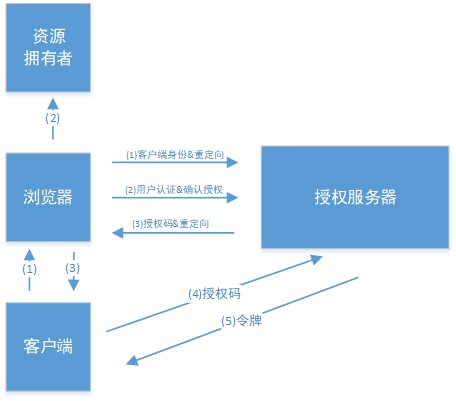 资源
拥有者
(2)
(1)客户端身份&重定向
浏览器
(2)用户认证&确认授权
授权服务器
(3)授权码&重定向
(1)
(3)
(4)授权码
(5)令牌
客户端